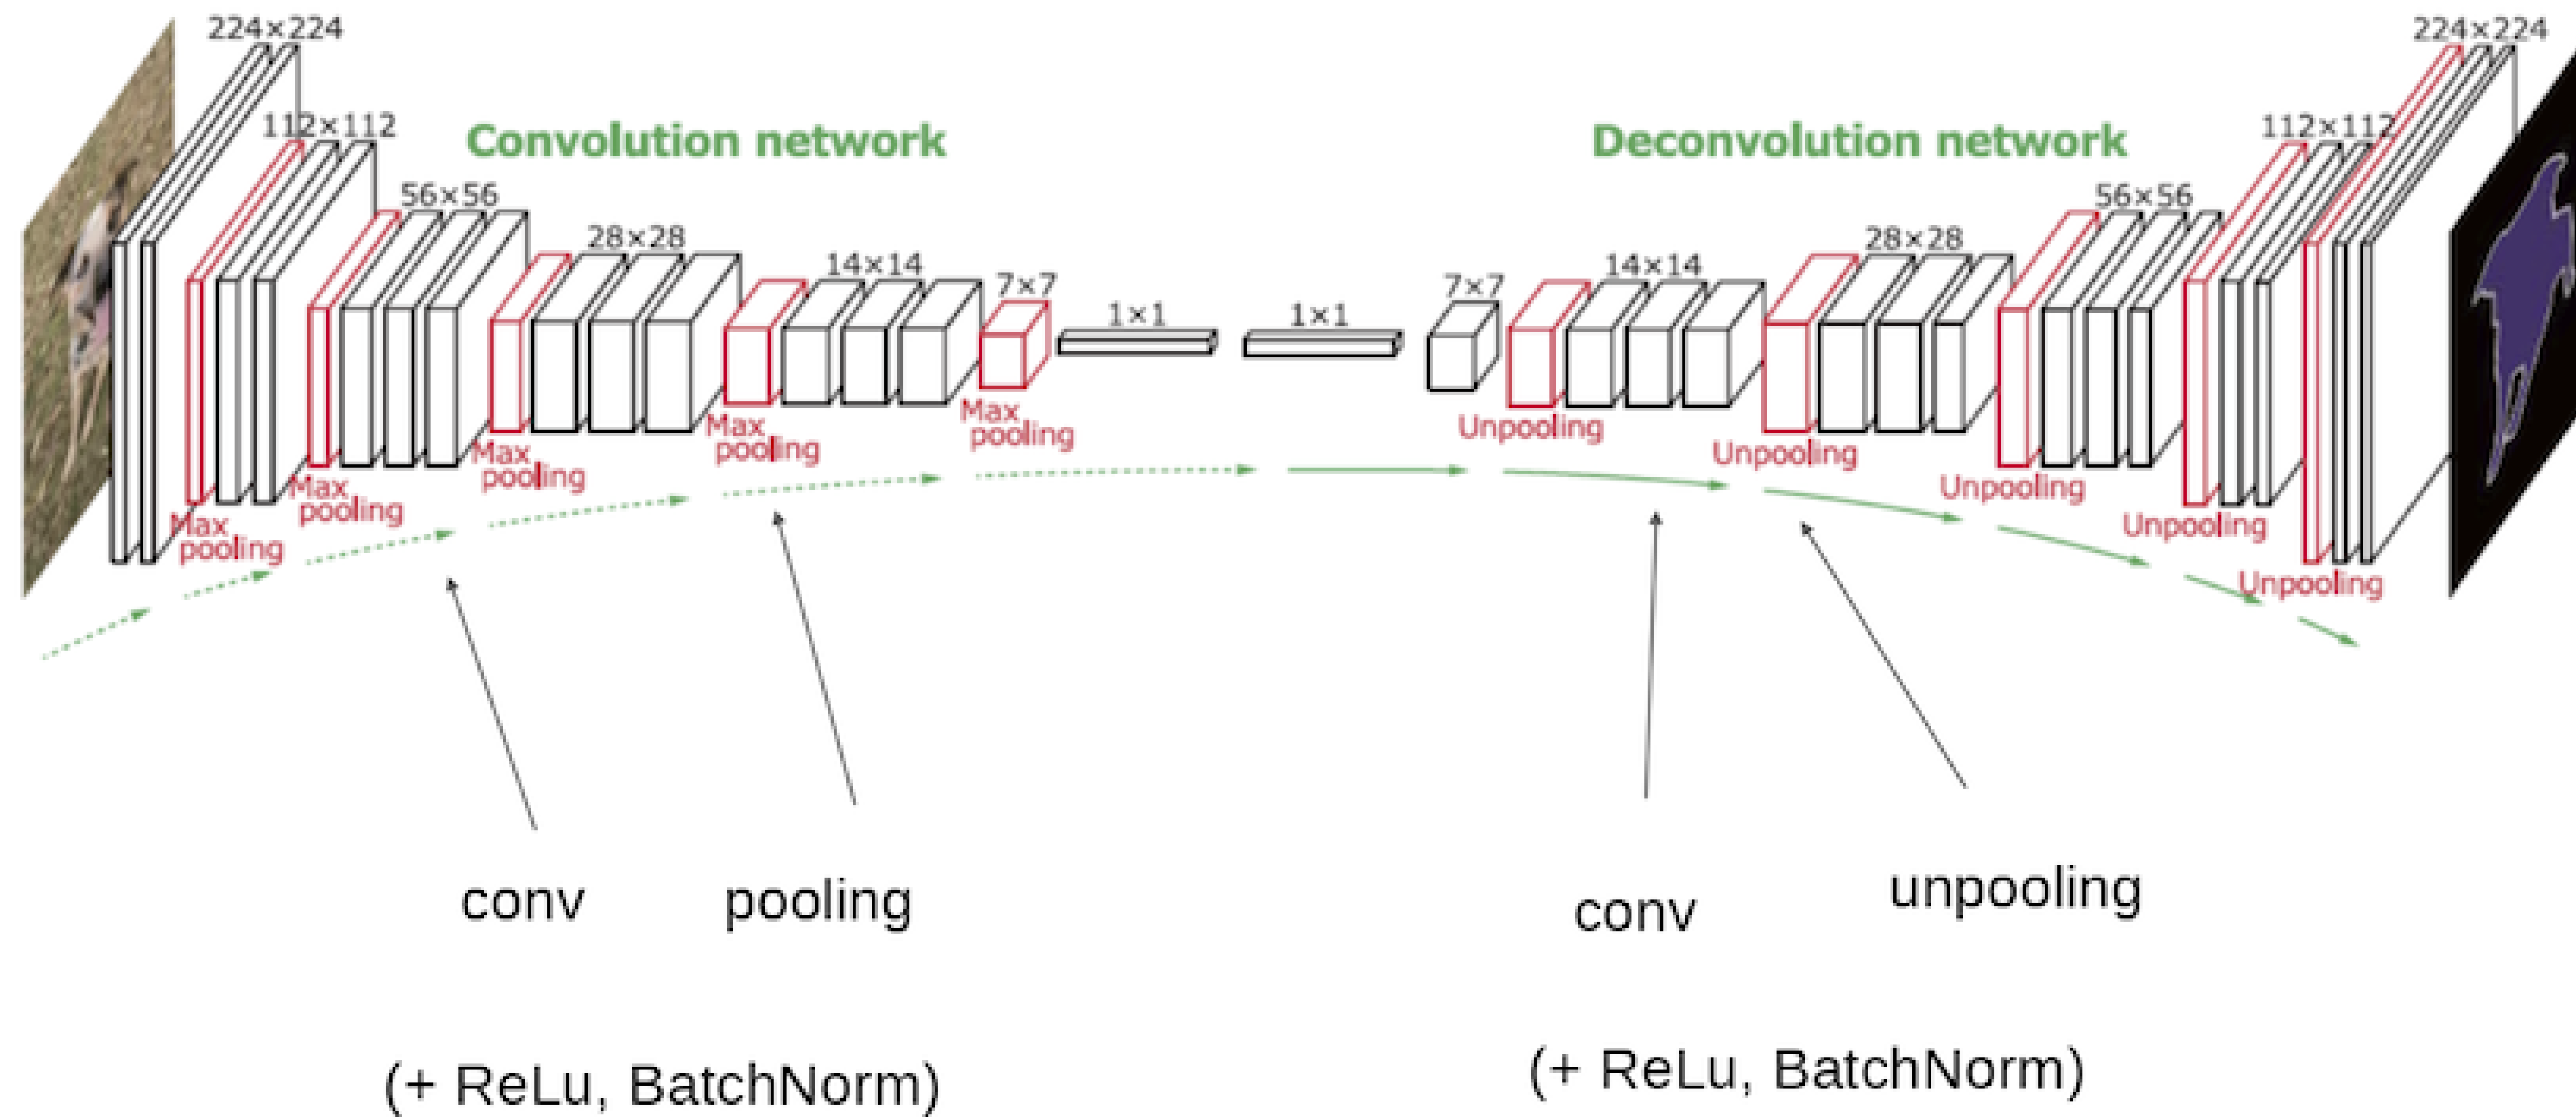 224×224
112×112
56×56
28×28
14×14
7×7
1×1
1×1
7×7
14×14
28×28
56×56
112×112
224×224
Convolution network
Deconvolution network
Max
pooling
Max
pooling
Max
pooling
Max
pooling
Max
pooling
Unpooling
Unpooling
Unpooling
Unpooling
Unpooling
conv
pooling
conv
unpooling
(+ ReLu, BatchNorm)
(+ ReLu, BatchNorm)